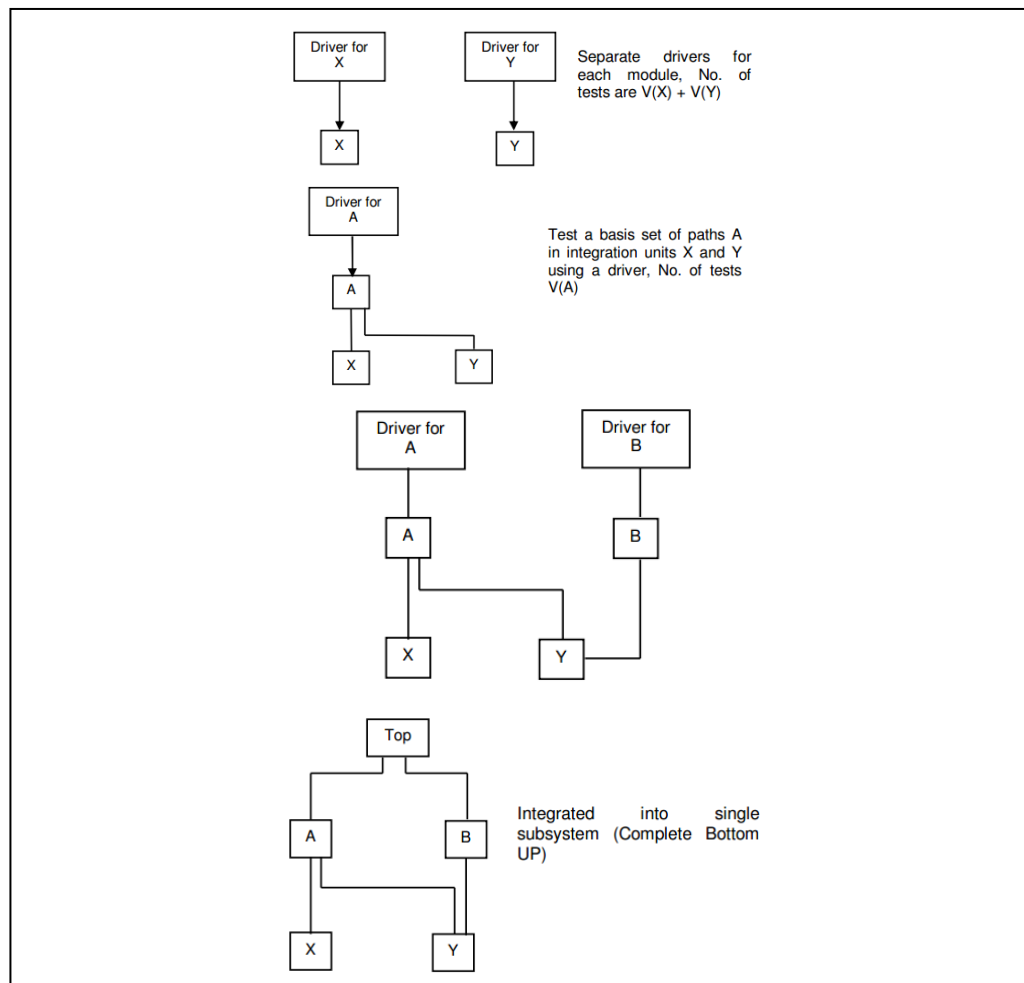 Driver for
X
Driver for
Y
Separate drivers for
each module, No. of
tests are V(X) + V(Y)
X
Y
Driver for
A
Test a basis set of paths A
in integration units X and Y
using a driver, No. of tests
V(A)
A
X
Y
Driver for
A
Driver for
B
A
B
X
Y
Top
Integrated into single
subsystem (Complete Bottom
UP)
A
B
X
Y